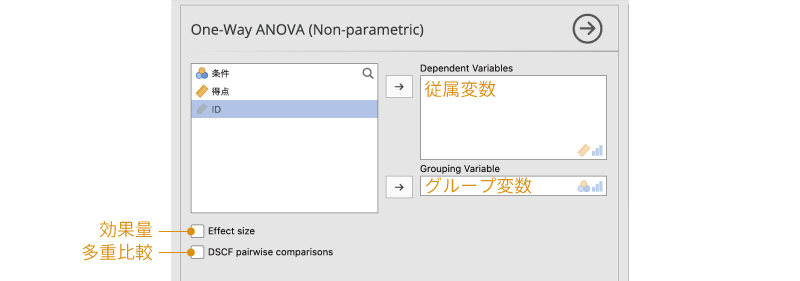 One-Way ANOVA (Non-parametric)
条件
得点
ID
Dependent Variables
従属変数
Grouping Variable
グループ変数
効果量
Effect size
多重比較
DSCF pairwise comparisons